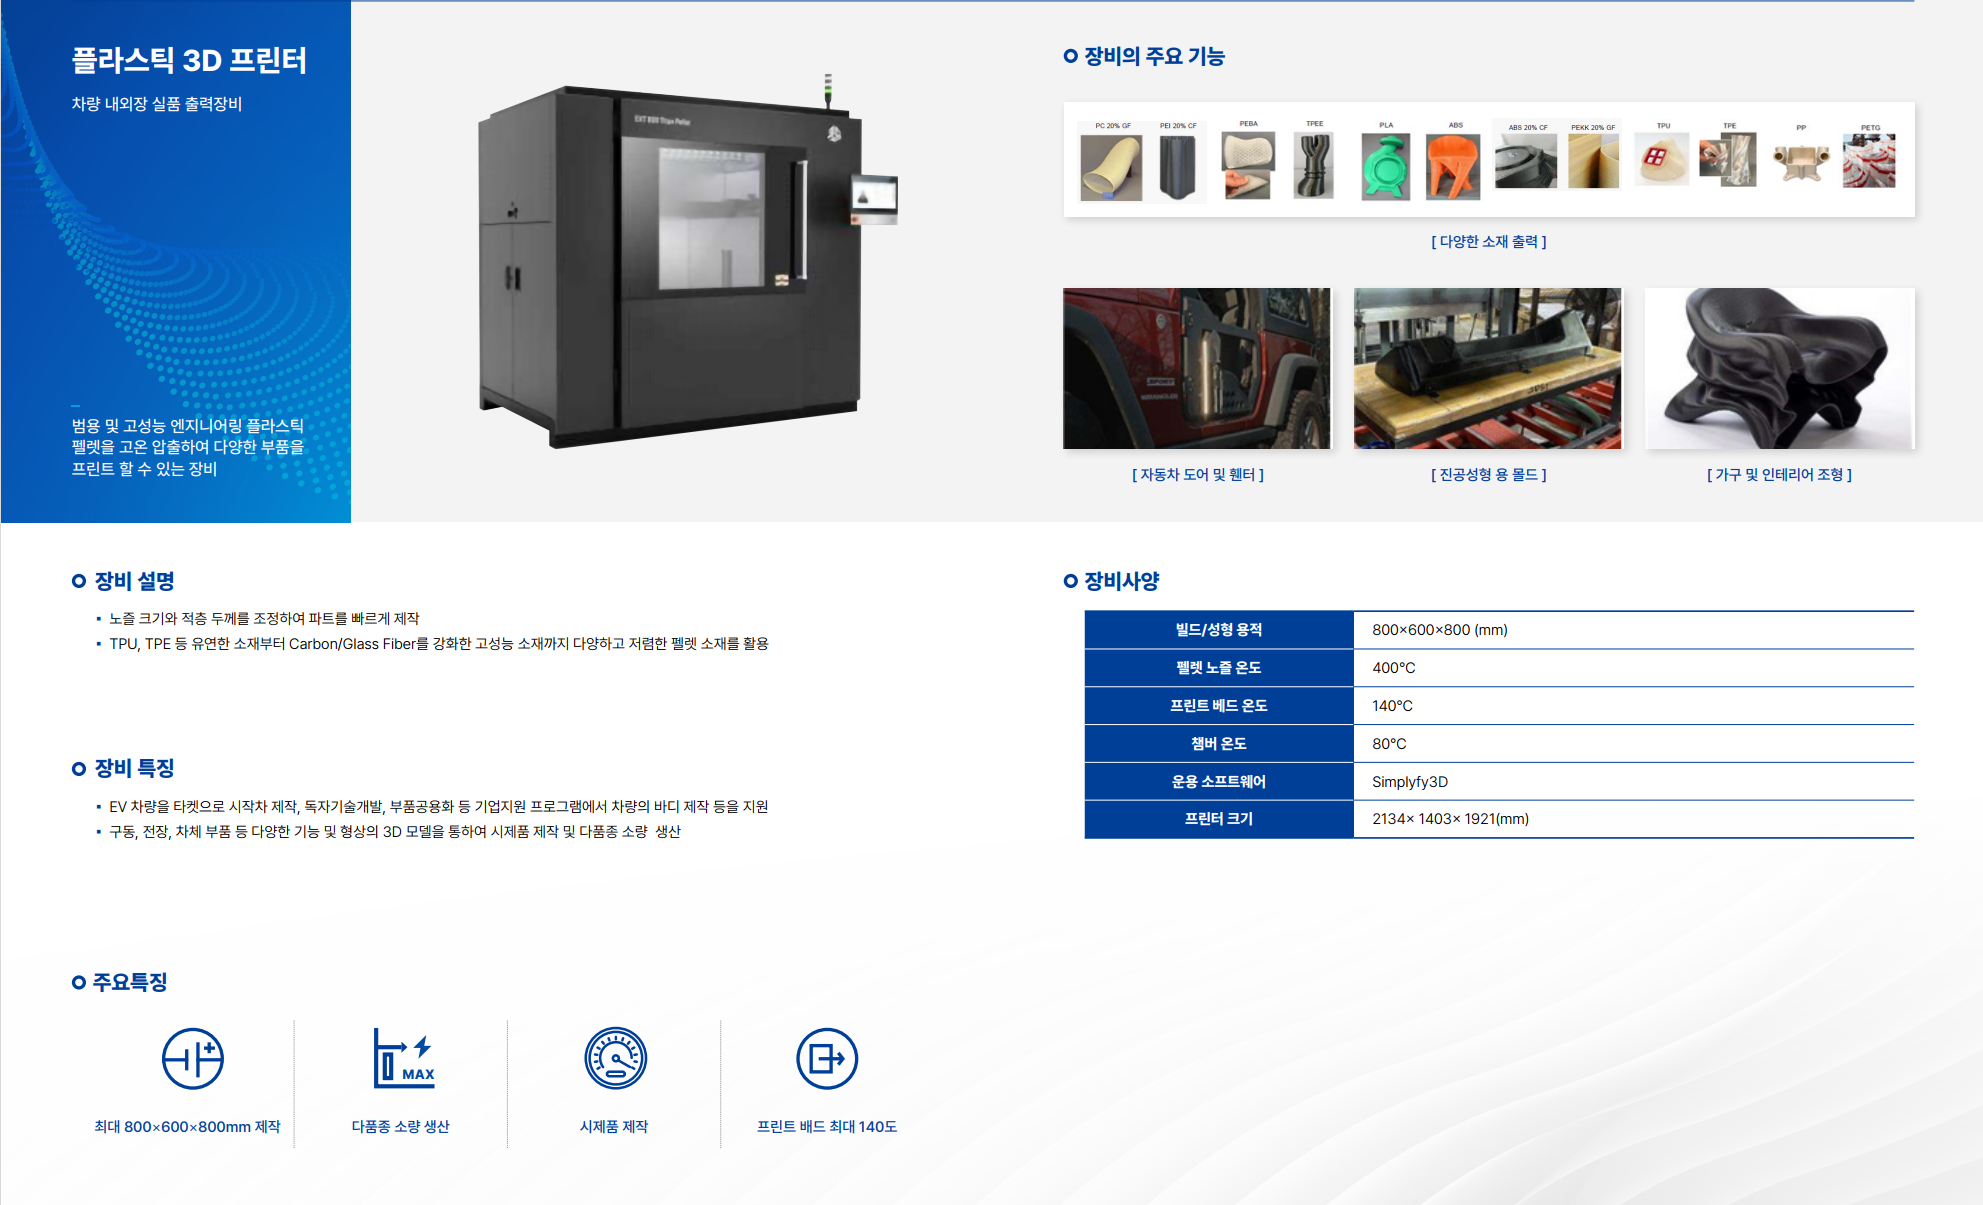 플라스틱 3D 프린터
차량 내외장 실품 출력장비
범용 및 고성능 엔지니어링 플라스틱
펠렛을 고온 압출하여 다양한 부품을
프린트 할 수 있는 장비
EXT 800 Titan Pellet
장비의 주요 기능
PC 20% GF
PEI 20% CF
PEBA
TPEE
PLA
ABS
ABS 20% CF
PEKK 20% GF
TPU
TPE
PP
PETG
[ 다양한 소재 출력 ]
SPORT
WRANGLER
[ 자동차 도어 및 휀터 ]
[ 진공성형 용 몰드 ]
[ 가구 및 인테리어 조형 ]
장비 설명
▪ 노즐 크기와 적층 두께를 조정하여 파트를 빠르게 제작
▪ TPU, TPE 등 유연한 소재부터 Carbon/Glass Fiber를 강화한 고성능 소재까지 다양하고 저렴한 펠렛 소재를 활용
장비 특징
▪ EV 차량을 타켓으로 시작차 제작, 독자기술개발, 부품공용화 등 기업지원 프로그램에서 차량의 바디 제작 등을 지원
▪ 구동, 전장, 차체 부품 등 다양한 기능 및 형상의 3D 모델을 통하여 시제품 제작 및 다품종 소량 생산
주요특징
MAX
최대 800×600×800mm 제작
다품종 소량 생산
시제품 제작
프린트 배드 최대 140도
장비사양
빌드/성형 용적 800×600×800 (mm)
펠렛 노즐 온도 400°C
프린트 베드 온도 140°C
챔버 온도 80°C
운용 소프트웨어 Simplyfy3D
프린터 크기 2134× 1403× 1921(mm)